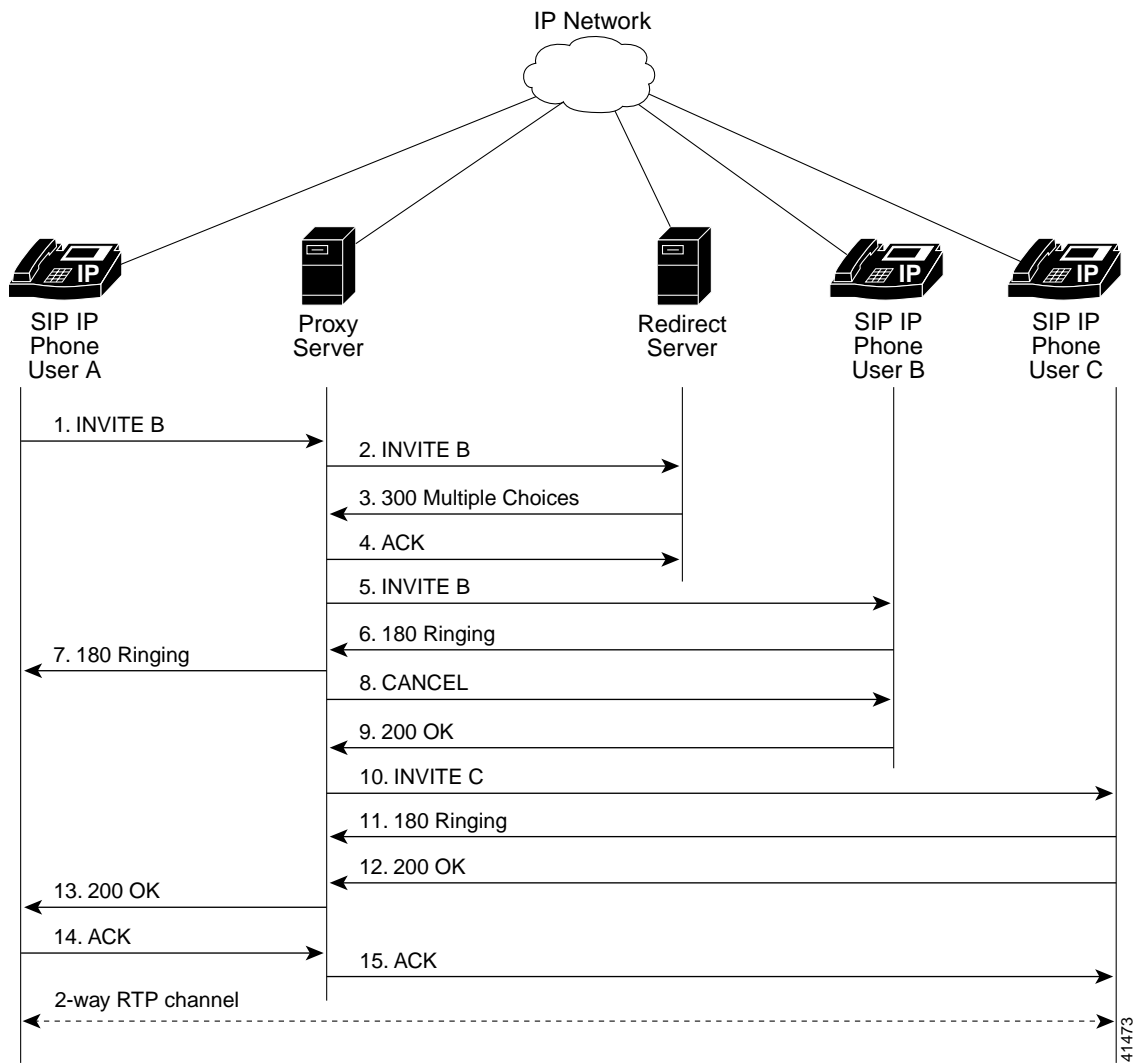 IP Network
IP
IP
IP
SIP IP
Phone
User A
Proxy
Server
Redirect
Server
SIP IP
Phone
User B
SIP IP
Phone
User C
1. INVITE B
2. INVITE B
3. 300 Multiple Choices
4. ACK
5. INVITE B
6. 180 Ringing
7. 180 Ringing
8. CANCEL
9. 200 OK
10. INVITE C
11. 180 Ringing
12. 200 OK
13. 200 OK
14. ACK
15. ACK
2-way RTP channel
41473